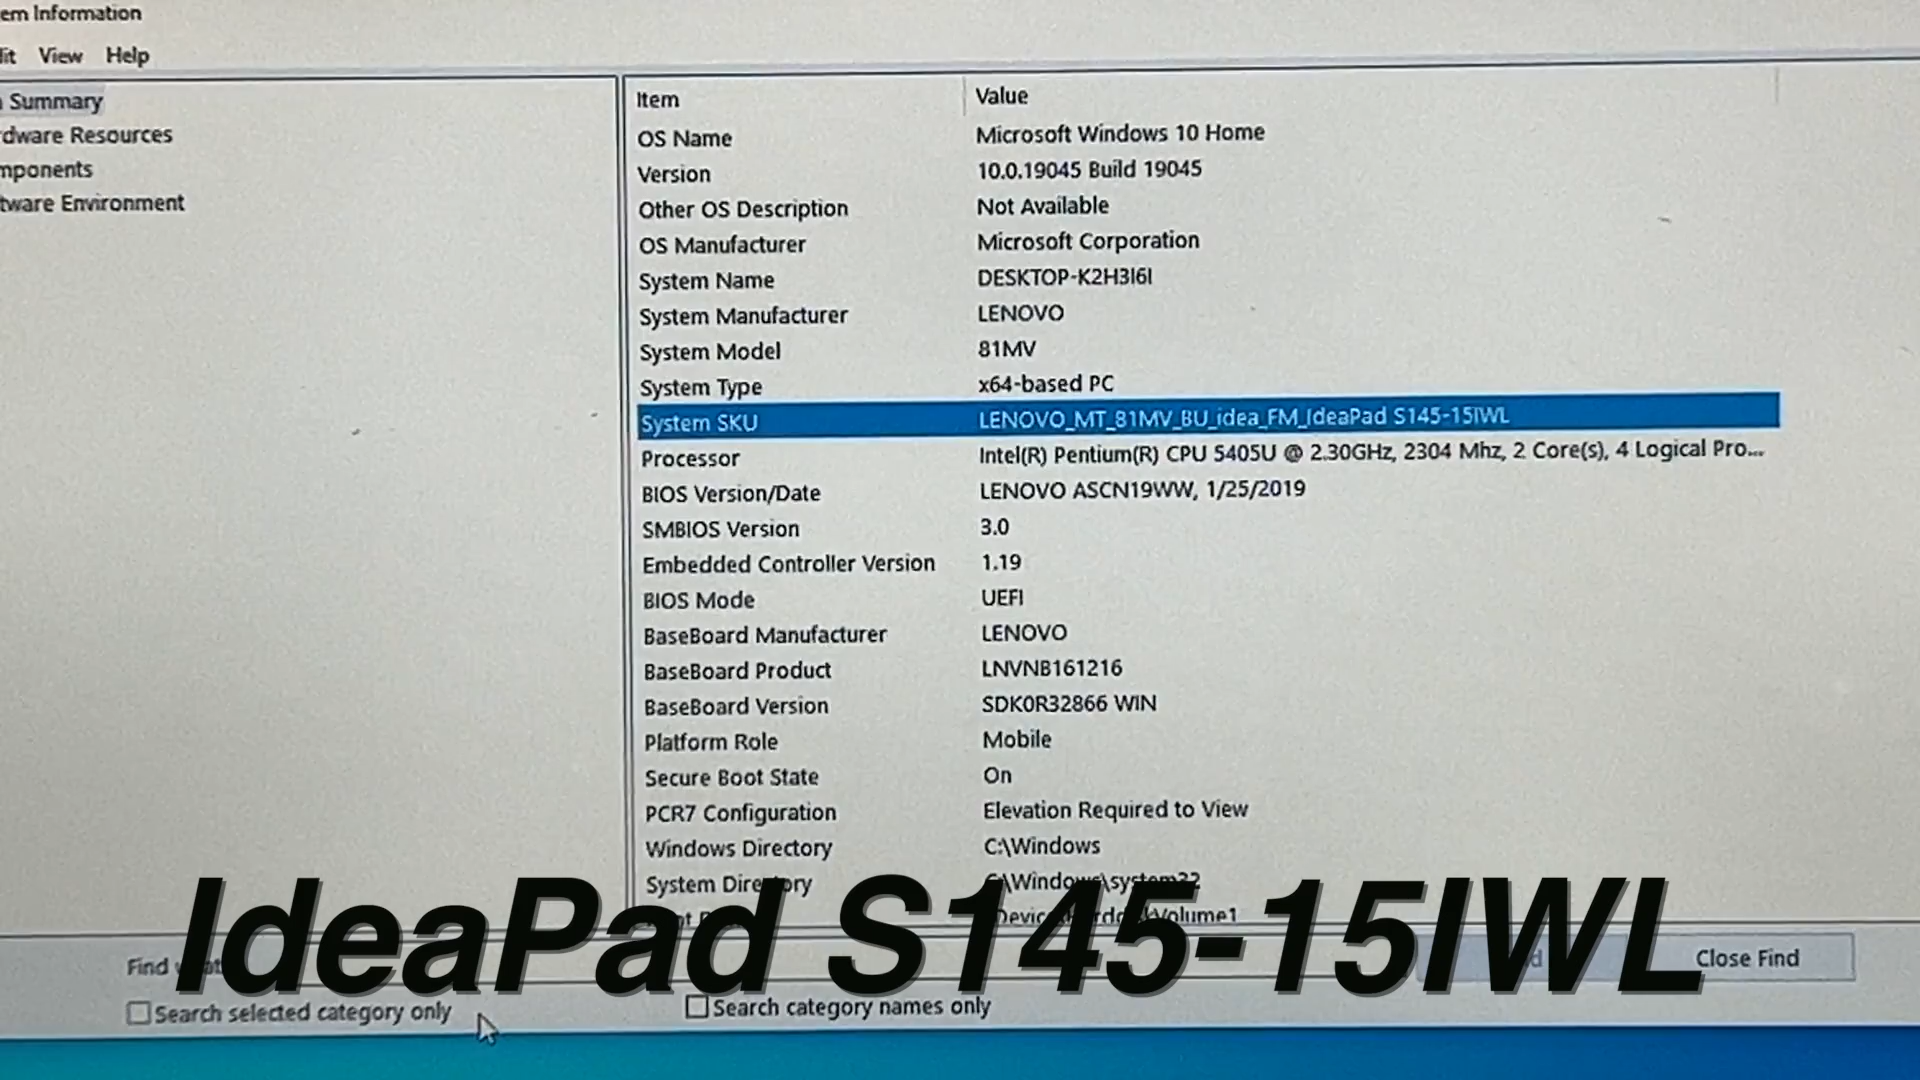 em Information
it View Help
Summary
dware Resources
mponents
tware Environment
Item Value
OS Name Microsoft Windows 10 Home
Version 10.0.19045 Build 19045
Other OS Description Not Available
OS Manufacturer Microsoft Corporation
System Name DESKTOP-K2H3I6I
System Manufacturer LENOVO
System Model 81MV
System Type x64-based PC
System SKU LENOVO_MT_81MV_BU_idea_FM_IdeaPad S145-15IWL
Processor Intel(R) Pentium(R) CPU 5405U @ 2.30GHz, 2304 Mhz, 2 Core(s), 4 Logical Pro...
BIOS Version/Date LENOVO ASCN19WW, 1/25/2019
SMBIOS Version 3.0
Embedded Controller Version 1.19
BIOS Mode UEFI
BaseBoard Manufacturer LENOVO
BaseBoard Product LNVNB161216
BaseBoard Version SDK0R32866 WIN
Platform Role Mobile
Secure Boot State On
PCR7 Configuration Elevation Required to View
Windows Directory C:\Windows
System Directory C:\Windows\system32
IdeaPad S145-15IWL
Find Close Find
Search selected category only Search category names only